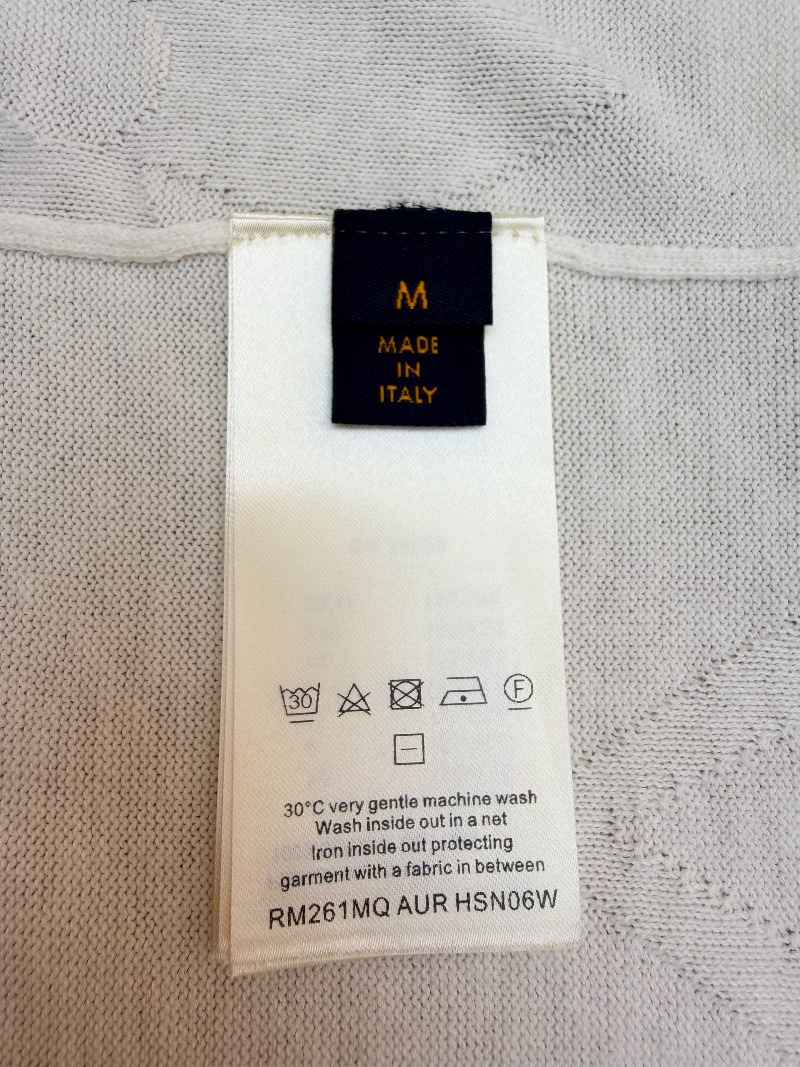 M
MADE
IN
ITALY
30
F
30°C very gentle machine wash
Wash inside out in a net
Iron inside out protecting
garment with a fabric in between
RM261MQ AUR HSN06W